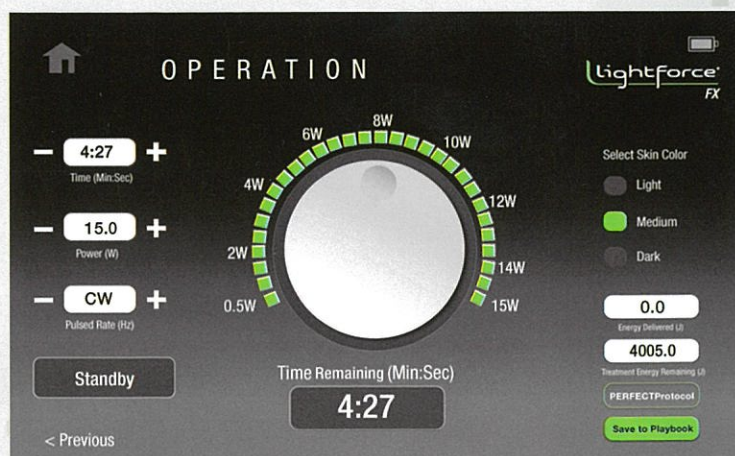 OPERATION
lightforce®
FX
4:27
Time (Min:Sec)
15.0
Power (W)
CW
Pulsed Rate (Hz)
Standby
< Previous
0.5W
2W
4W
6W
8W
10W
12W
14W
15W
Time Remaining (Min:Sec)
4:27
Select Skin Color
Light
Medium
Dark
0.0
Energy Delivered (J)
4005.0
Treatment Energy Remaining (J)
PERFECTProtocol
Save to Playbook